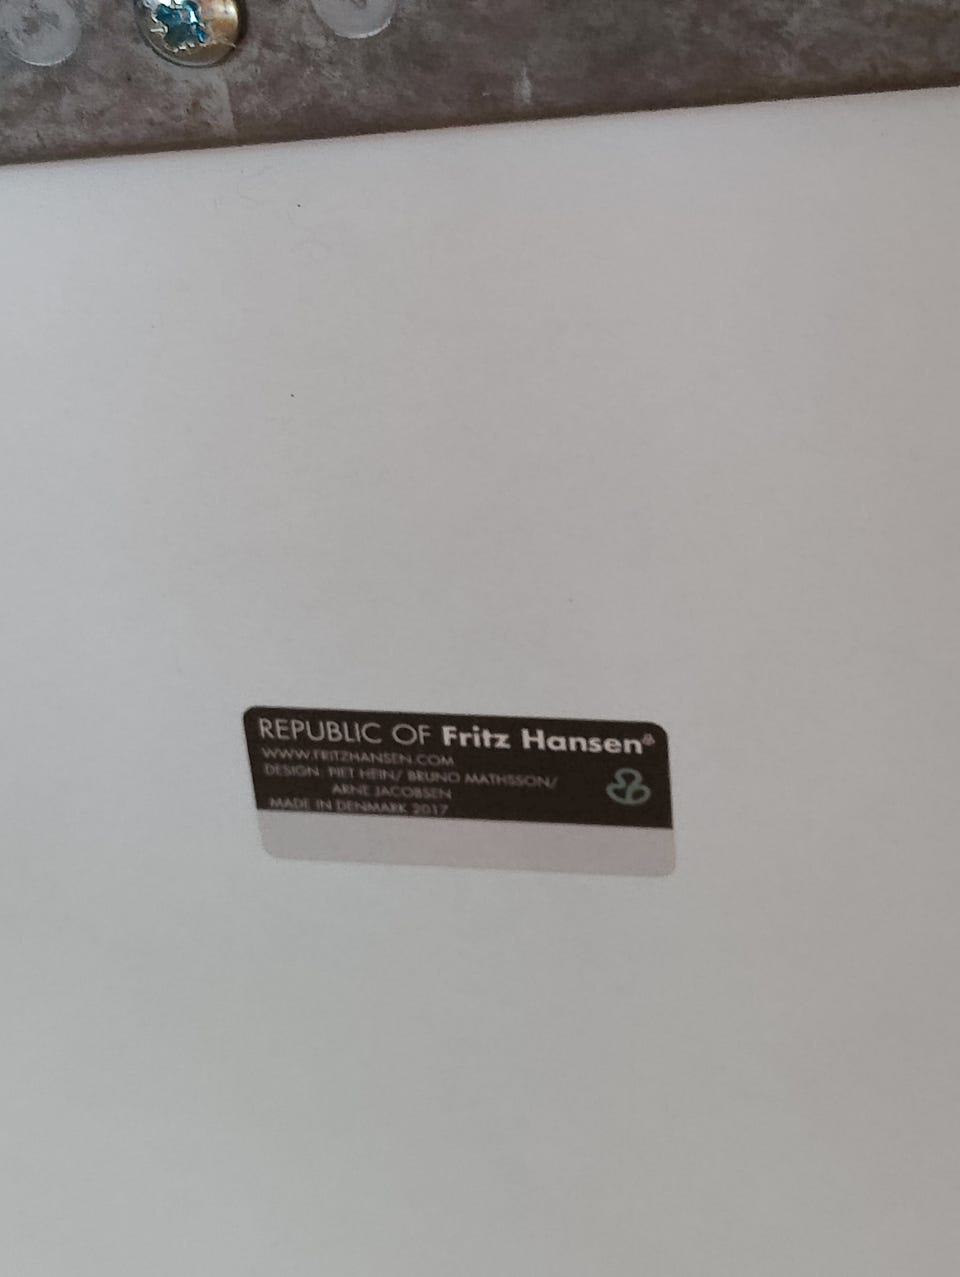 REPUBLIC OF Fritz Hansen®
WWW.FRITZHANSEN.COM
DESIGN: PIET HEIN/ BRUNO MATHSSON/
ARNE JACOBSEN
MADE IN DENMARK 2017